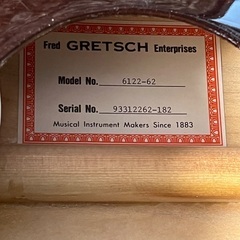 Fred GRETSCH Enterprises
Model No. 6122-62
Serial No. 93312262-182
Musical Instrument Makers Since 1883